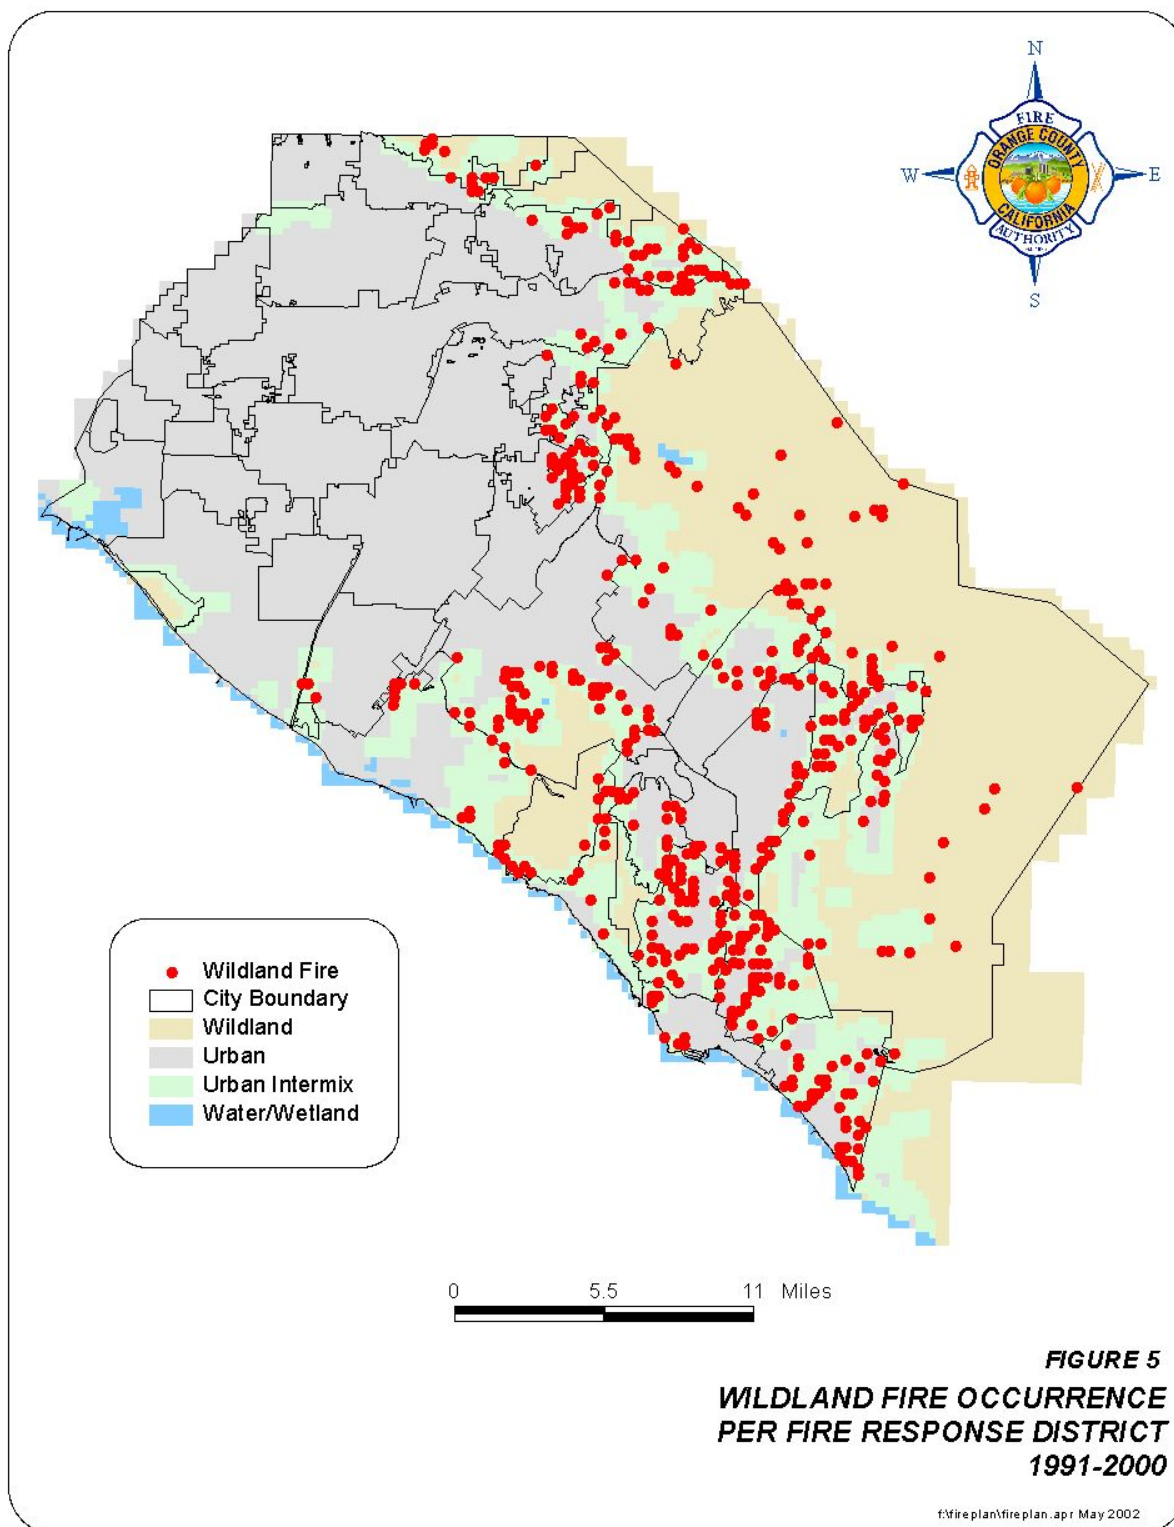 N
FIRE
ORANGE COUNTY
W
E
CALIFORNIA
AUTHORITY
S
Wildland Fire
City Boundary
Wildland
Urban
Urban Intermix
Water/Wetland
0 5.5 11 Miles
FIGURE 5
WILDLAND FIRE OCCURRENCE
PER FIRE RESPONSE DISTRICT
1991-2000
f:\fireplan\fireplan.apr May 2002